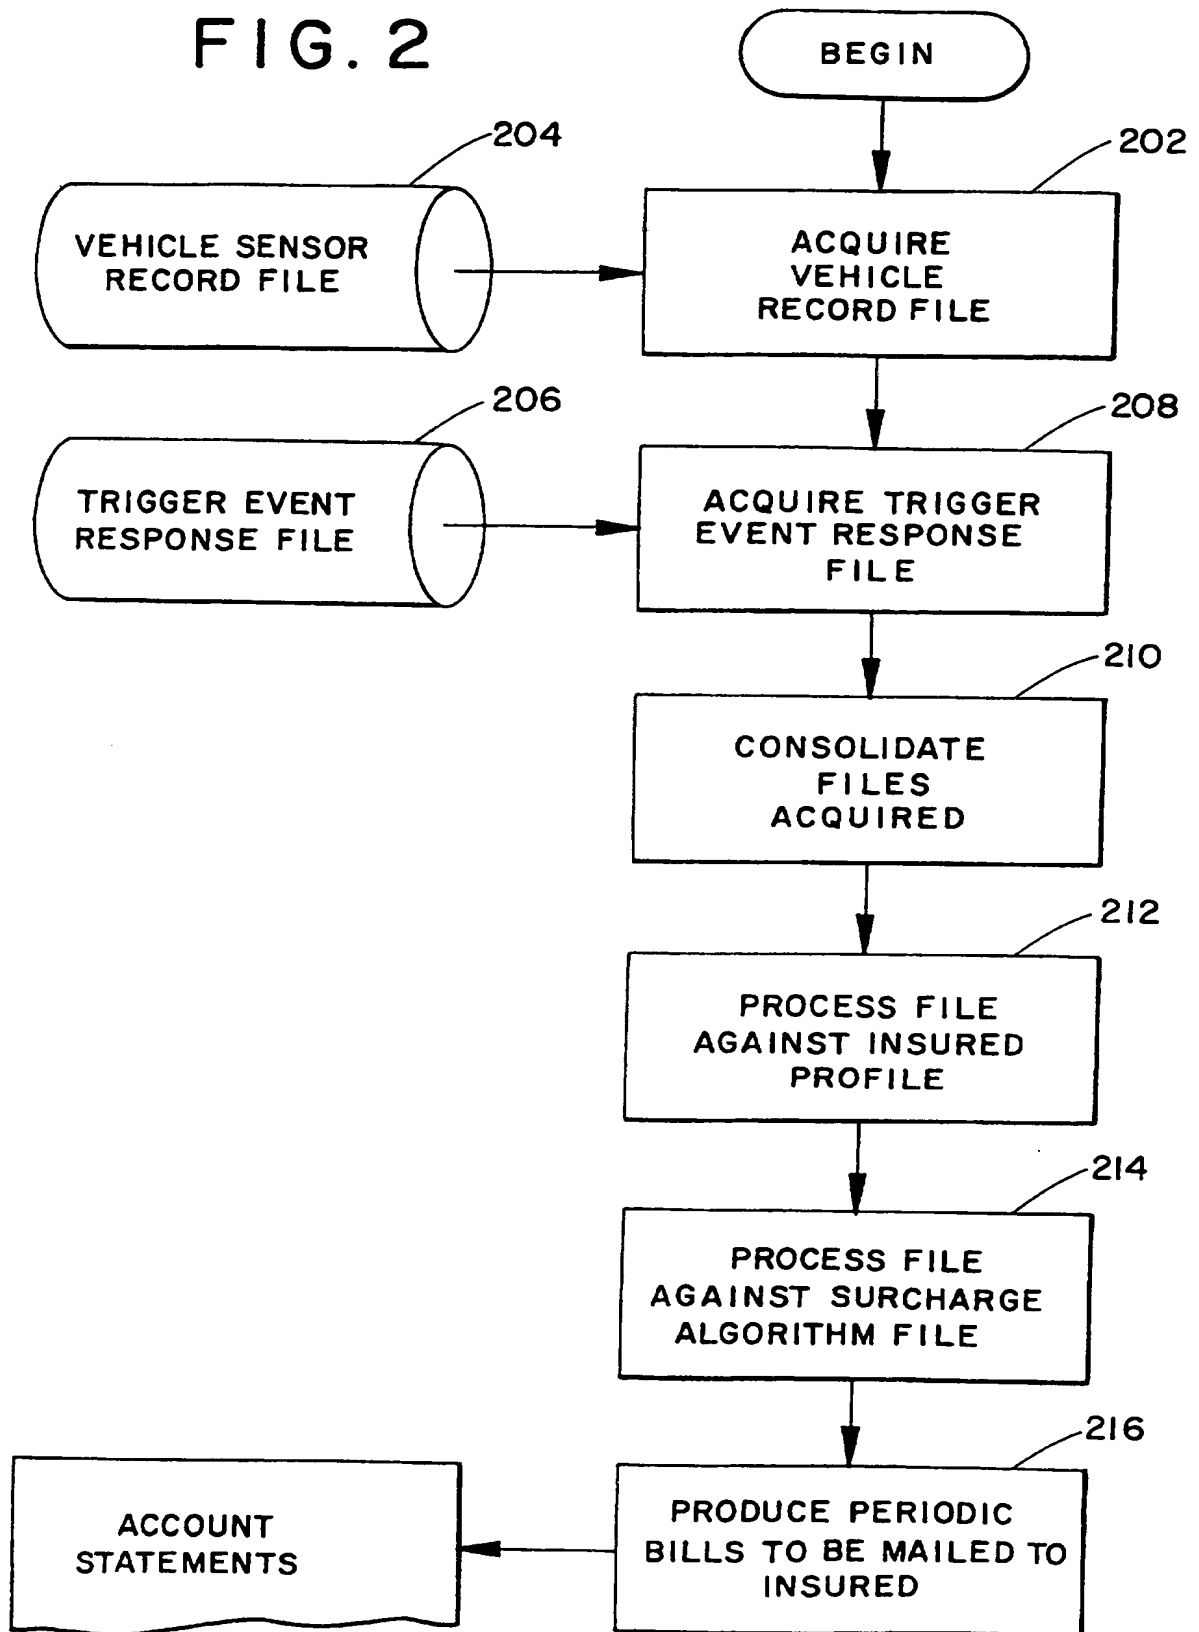 FIG. 2
BEGIN
204
202
VEHICLE SENSOR
RECORD FILE
ACQUIRE
VEHICLE
RECORD FILE
206
208
TRIGGER EVENT
RESPONSE FILE
ACQUIRE TRIGGER
EVENT RESPONSE
FILE
210
CONSOLIDATE
FILES
ACQUIRED
212
PROCESS FILE
AGAINST INSURED
PROFILE
214
PROCESS FILE
AGAINST SURCHARGE
ALGORITHM FILE
216
PRODUCE PERIODIC
BILLS TO BE MAILED TO
INSURED
ACCOUNT
STATEMENTS